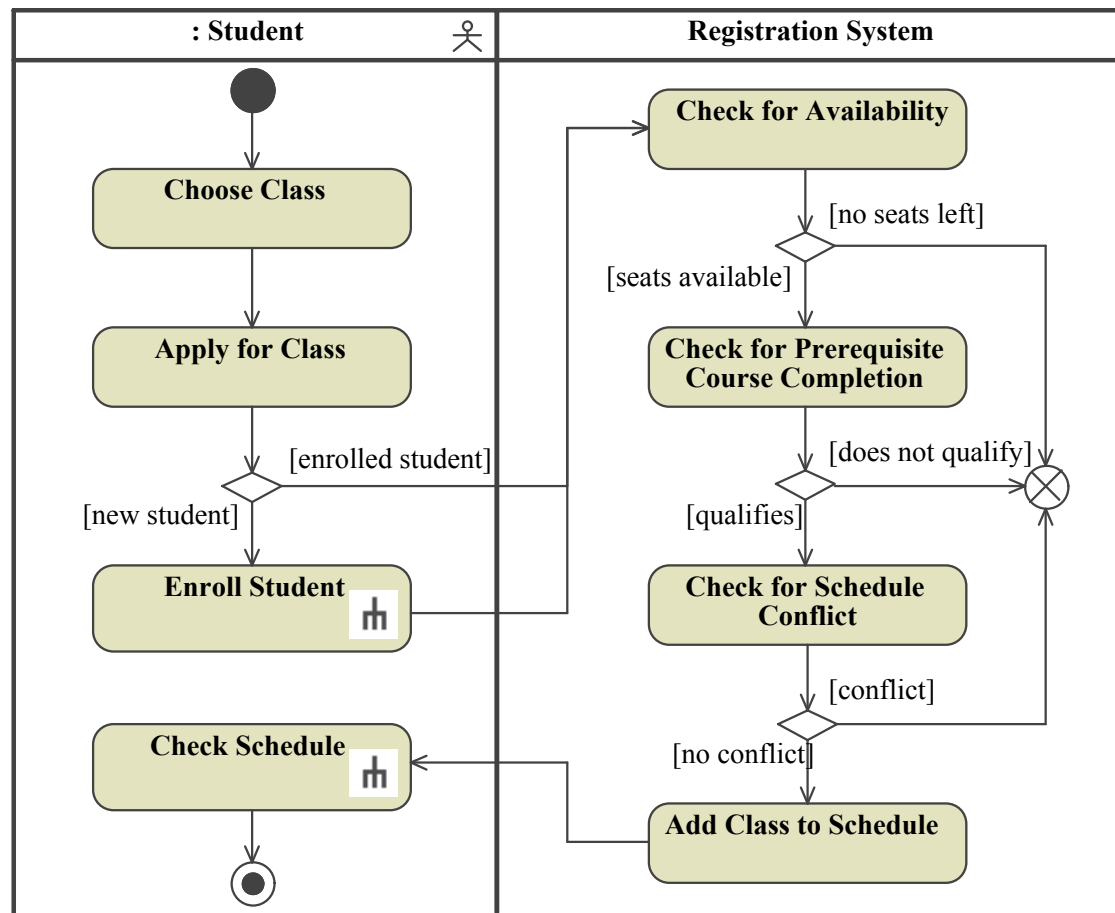 : Student
Registration System
Choose Class
Apply for Class
[enrolled student]
[new student]
Enroll Student
Check Schedule
Check for Availability
[no seats left]
[seats available]
Check for Prerequisite
Course Completion
[does not qualify]
[qualifies]
Check for Schedule
Conflict
[conflict]
[no conflict]
Add Class to Schedule